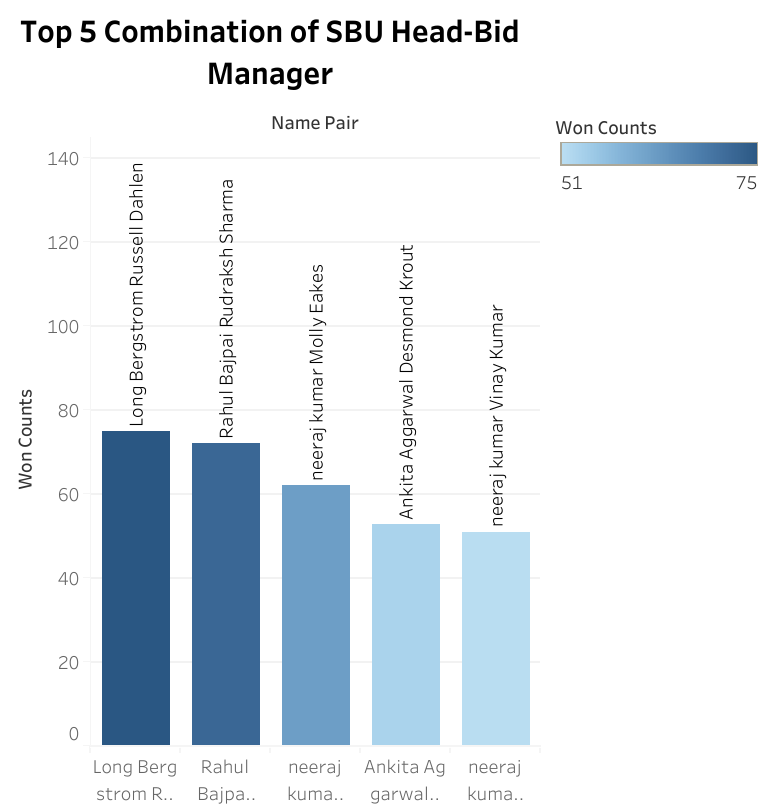 Top 5 Combination of SBU Head-Bid
Manager
Name Pair
Won Counts
51 75
Won Counts
140
120
100
80
60
40
20
0
Long Bergstrom Russell Dahlen
Rahul Bajpai Rudraksh Sharma
neeraj kumar Molly Eakes
Ankita Aggarwal Desmond Krout
neeraj kumar Vinay Kumar
Long Berg
strom R..
Rahul
Bajpa..
neeraj
kuma..
Ankita Ag
garwal..
neeraj
kuma..